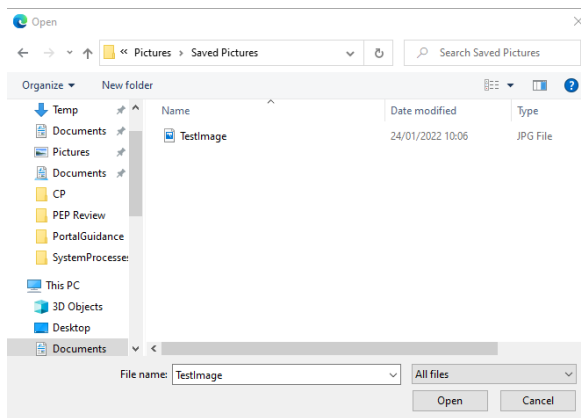 Open
« Pictures › Saved Pictures
Search Saved Pictures
Organize
New folder
Name
Date modified
Type
TestImage
24/01/2022 10:06
JPG File
Temp
Documents
Pictures
Documents
CP
PEP Review
PortalGuidance
SystemProcesses
This PC
3D Objects
Desktop
Documents
File name: TestImage
All files
Open
Cancel